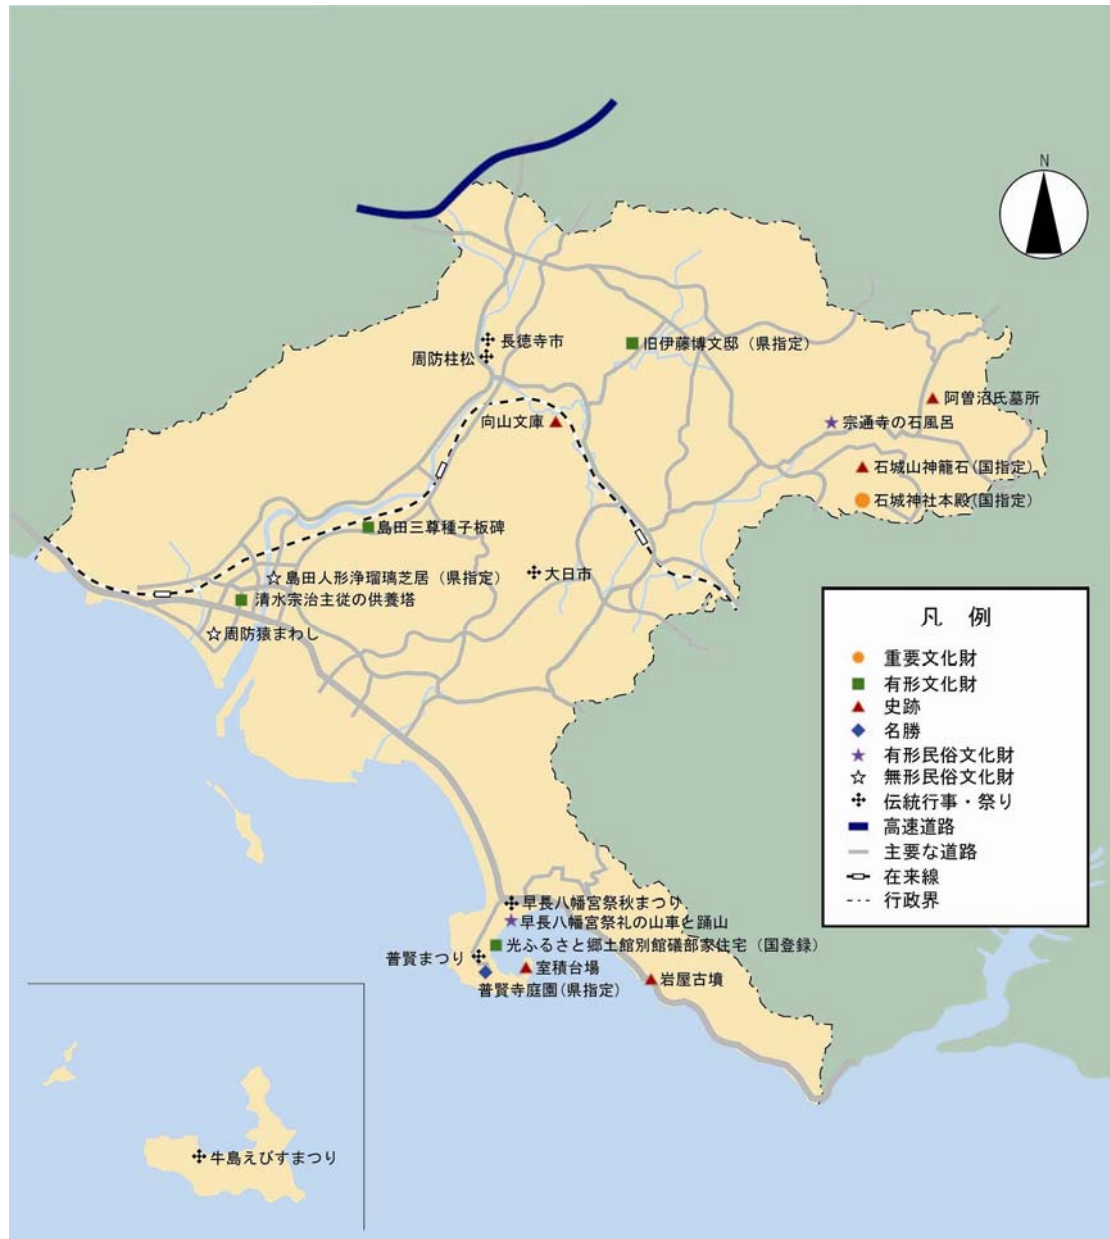 N
長徳寺市
周防柱松
旧伊藤博文邸（県指定）
阿曽沼氏墓所
向山文庫
宗通寺の石風呂
石城山神籠石(国指定)
石城神社本殿(国指定)
島田三尊種子板碑
島田人形浄瑠璃芝居（県指定）
大日市
清水宗治主従の供養塔
周防猿まわし
凡 例
重要文化財
有形文化財
史跡
名勝
有形民俗文化財
無形民俗文化財
伝統行事・祭り
高速道路
主要な道路
在来線
行政界
早長八幡宮祭秋まつり
早長八幡宮祭礼の山車と踊山
光ふるさと郷土館別館磯部家住宅（国登録）
普賢まつり
室積台場
岩屋古墳
普賢寺庭園(県指定)
牛島えびすまつり